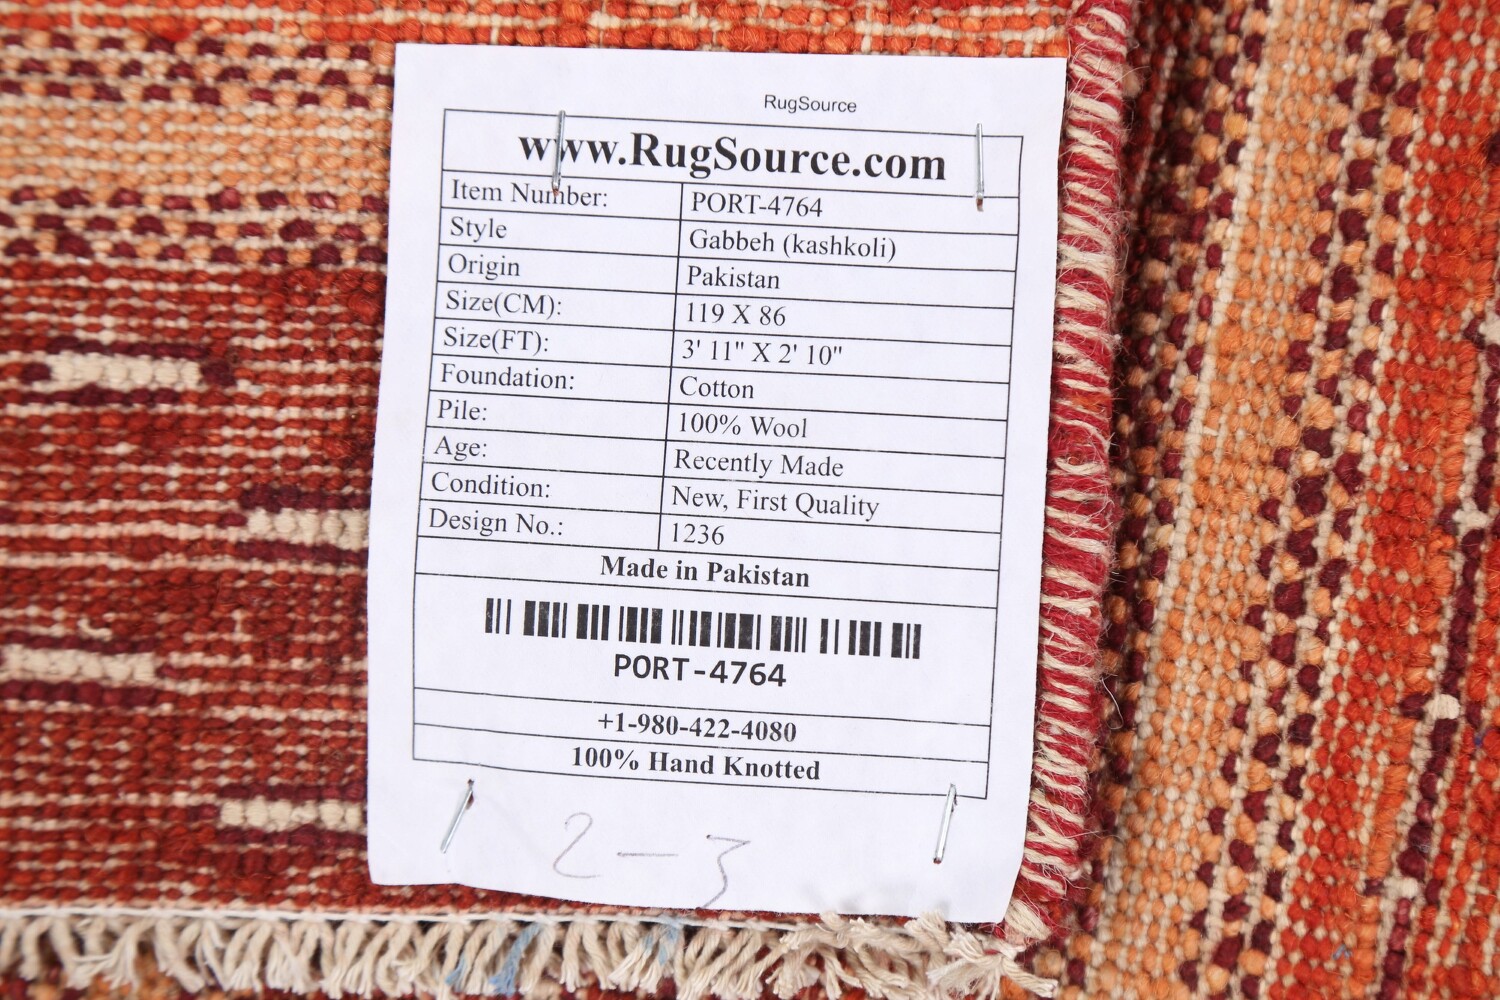 RugSource
www.RugSource.com
Item Number: PORT-4764
Style Gabbeh (kashkoli)
Origin Pakistan
Size(CM): 119 X 86
Size(FT): 3' 11" X 2' 10"
Foundation: Cotton
Pile: 100% Wool
Age: Recently Made
Condition: New, First Quality
Design No.: 1236
Made in Pakistan
PORT-4764
+1-980-422-4080
100% Hand Knotted
2-3